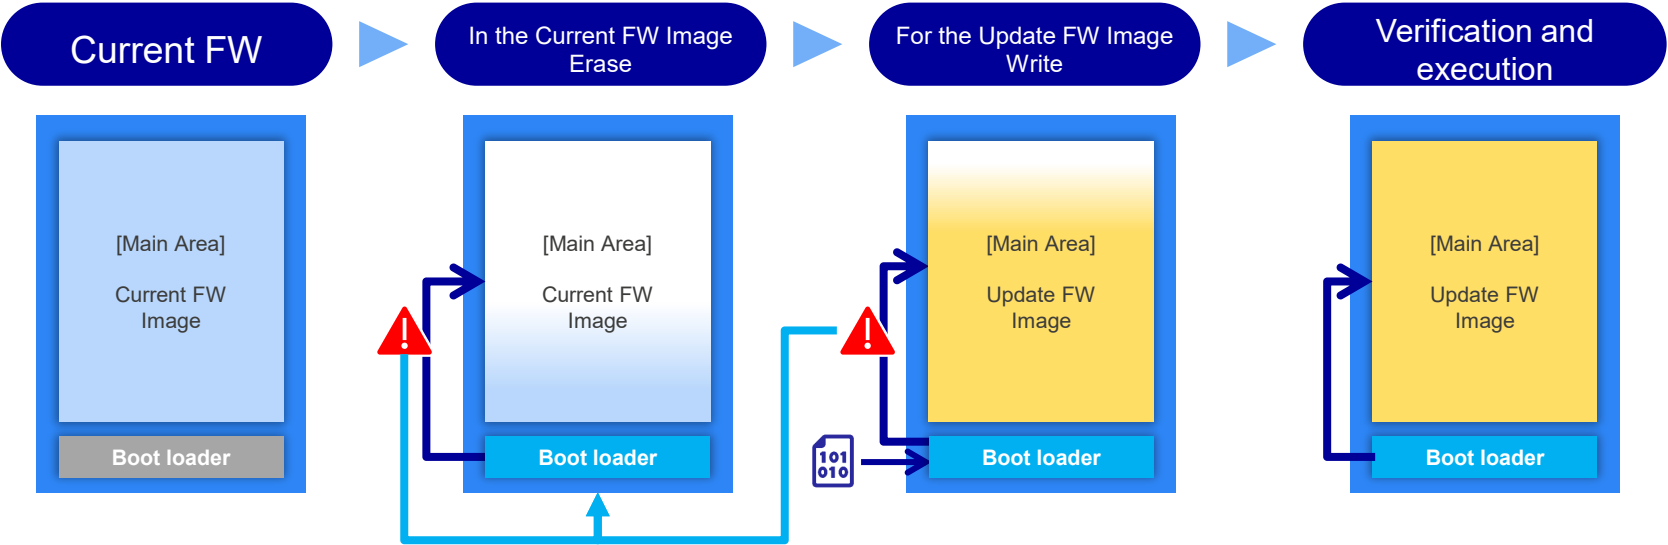 Current FW
In the Current FW Image
Erase
For the Update FW Image
Write
Verification and
execution
[Main Area]
Current FW
Image
Boot loader
[Main Area]
Current FW
Image
Boot loader
101
010
[Main Area]
Update FW
Image
Boot loader
[Main Area]
Update FW
Image
Boot loader